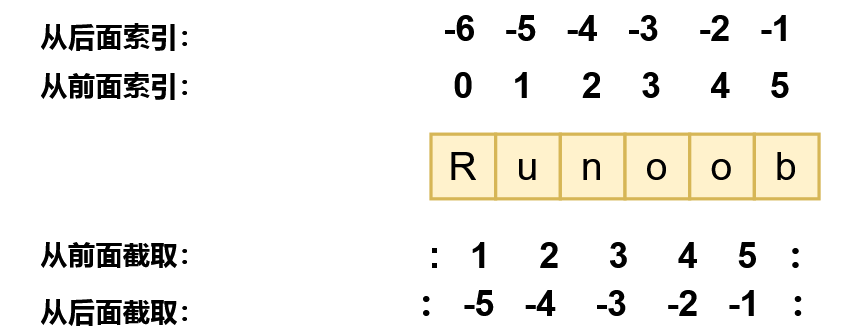 从后面索引： -6 -5 -4 -3 -2 -1
从前面索引： 0 1 2 3 4 5
R u n o o b
从前面截取： : 1 2 3 4 5 :
从后面截取： : -5 -4 -3 -2 -1 :